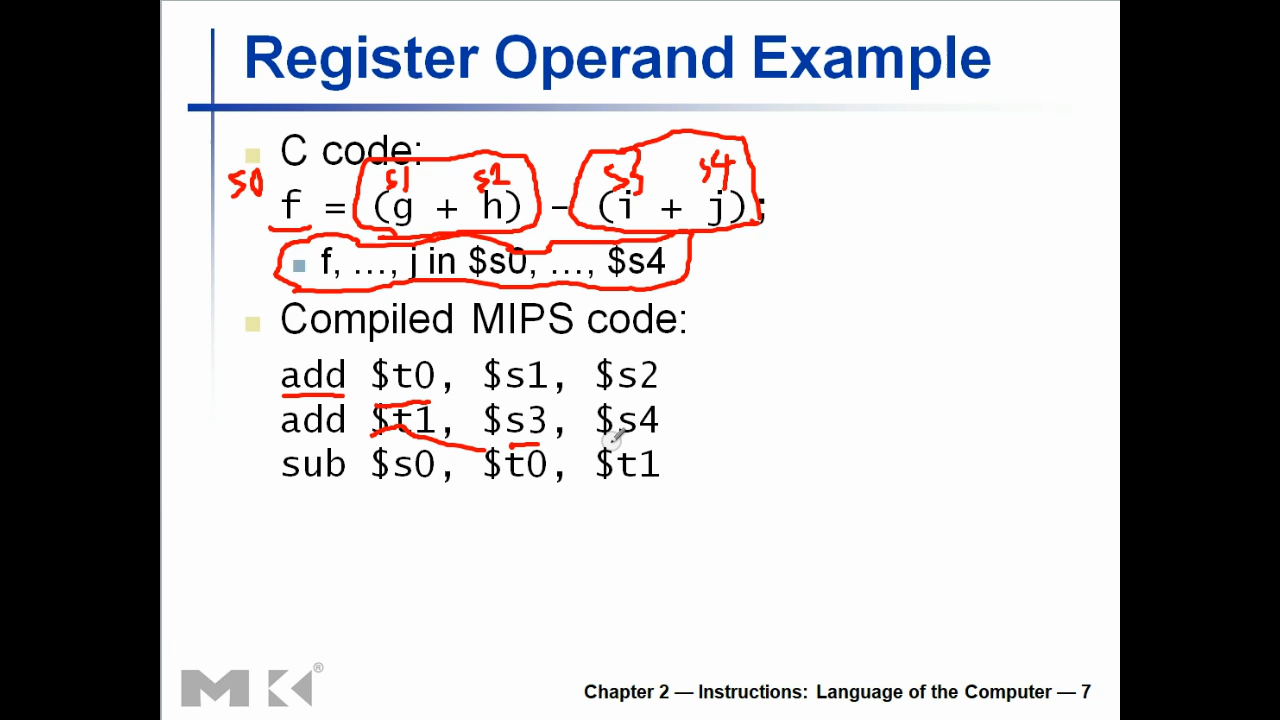 Register Operand Example
C code:
s0 s1 s2 s3 s4
f = (g + h) - (i + j);
f, …, j in $s0, …, $s4
Compiled MIPS code:
add $t0, $s1, $s2
add $t1, $s3, $s4
sub $s0, $t0, $t1
MK®
Chapter 2 — Instructions: Language of the Computer — 7